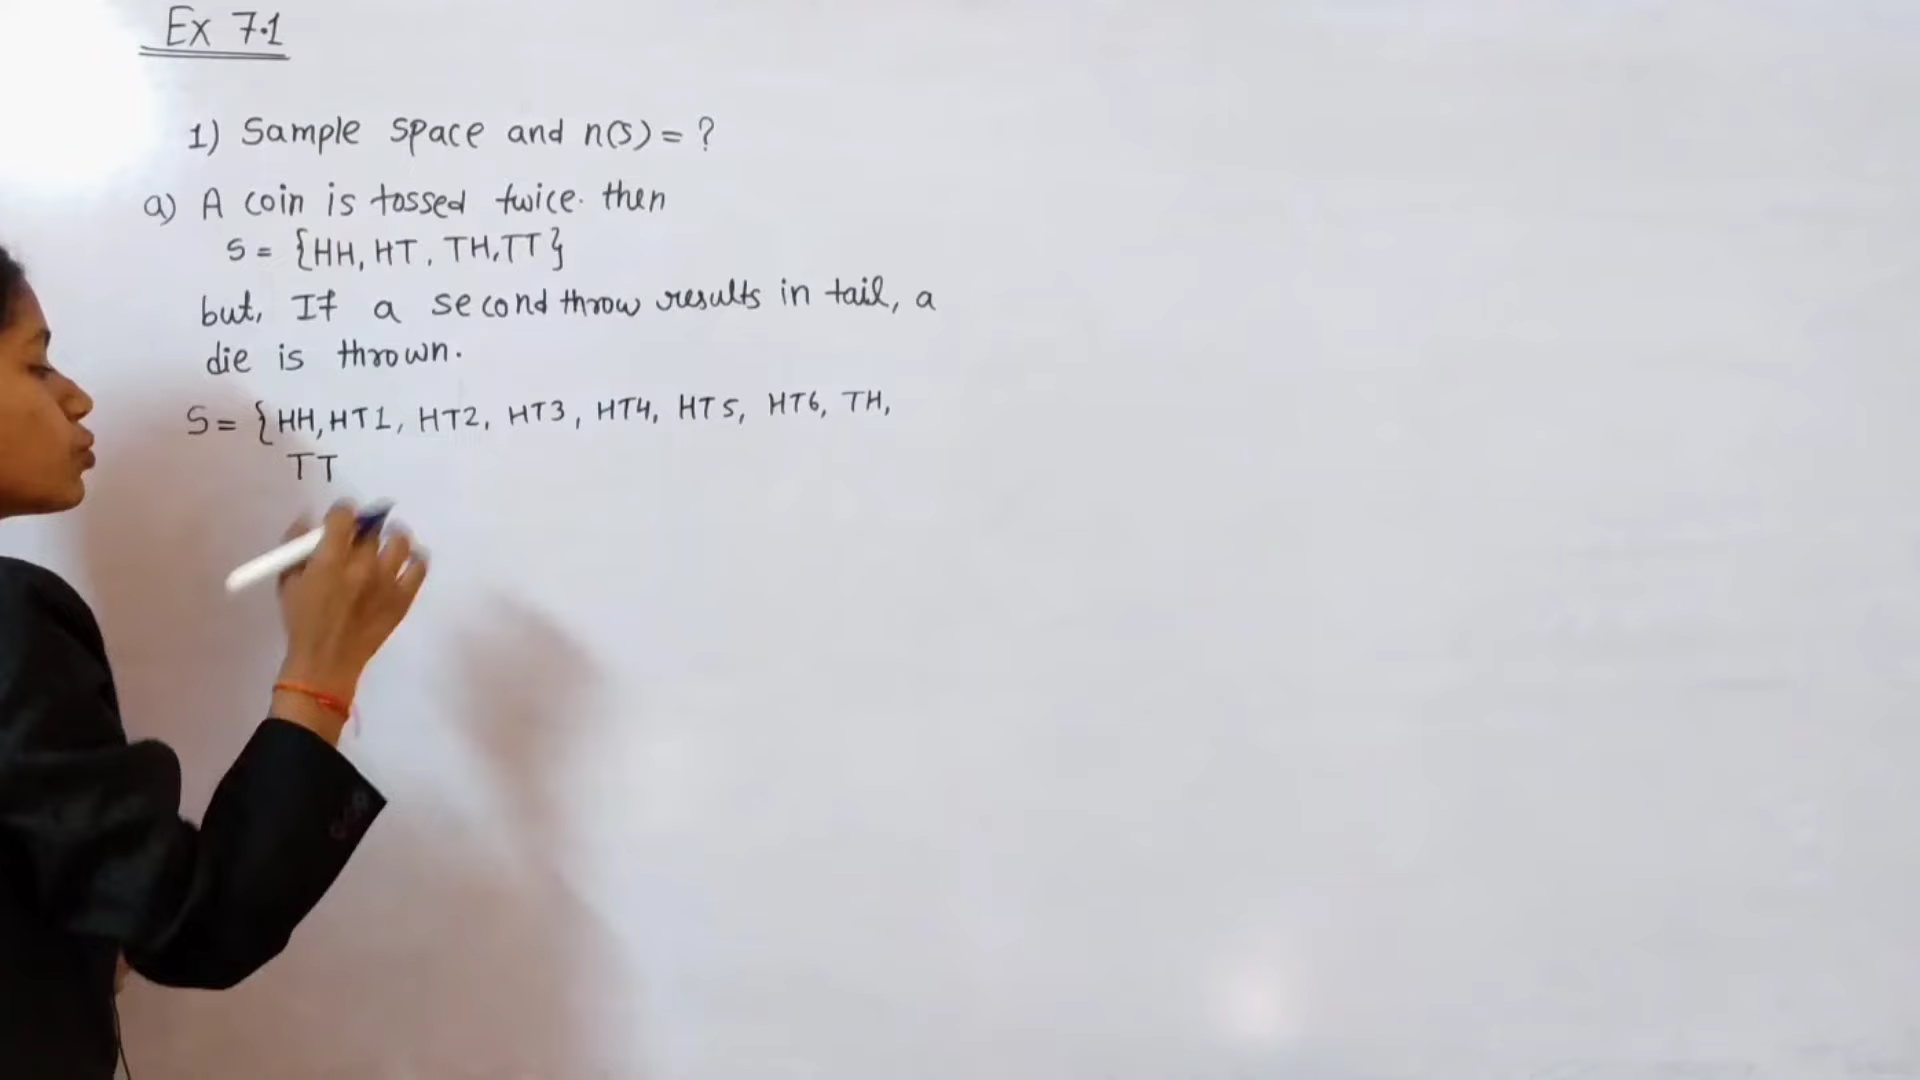 Ex 7.1
1) Sample space and n(s) = ?
a) A coin is tossed twice. then
S = {HH, HT, TH, TT}
but, If a second throw results in tail, a
die is thrown.
S = {HH, HT1, HT2, HT3, HT4, HT5, HT6, TH,
TT